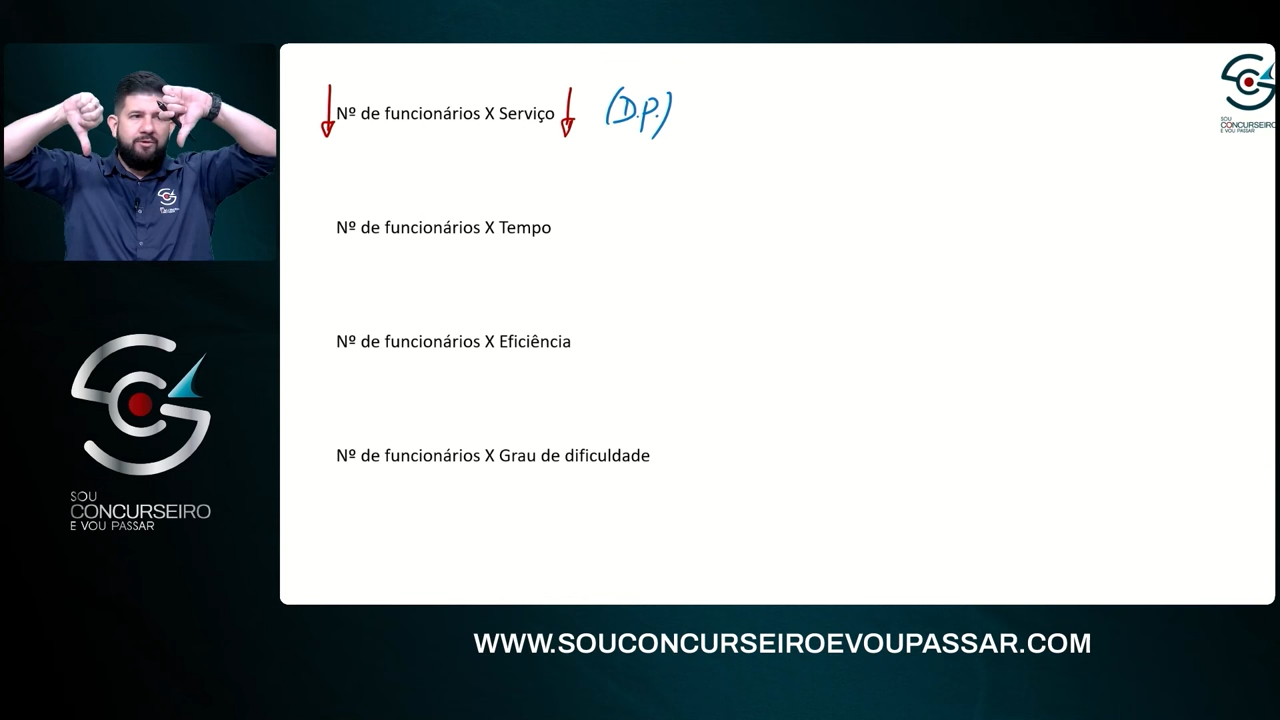 Nº de funcionários X Serviço (D.P.)
Nº de funcionários X Tempo
Nº de funcionários X Eficiência
Nº de funcionários X Grau de dificuldade
SOU
CONCURSEIRO
E VOU PASSAR
SOU
CONCURSEIRO
E VOU PASSAR
WWW.SOUCONCURSEIROEVOUPASSAR.COM